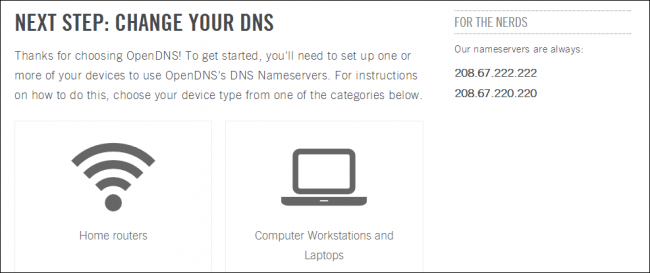 NEXT STEP: CHANGE YOUR DNS
Thanks for choosing OpenDNS! To get started, you'll need to set up one or
more of your devices to use OpenDNS's DNS Nameservers. For instructions
on how to do this, choose your device type from one of the categories below.
Home routers
Computer Workstations and
Laptops
FOR THE NERDS
Our nameservers are always:
208.67.222.222
208.67.220.220